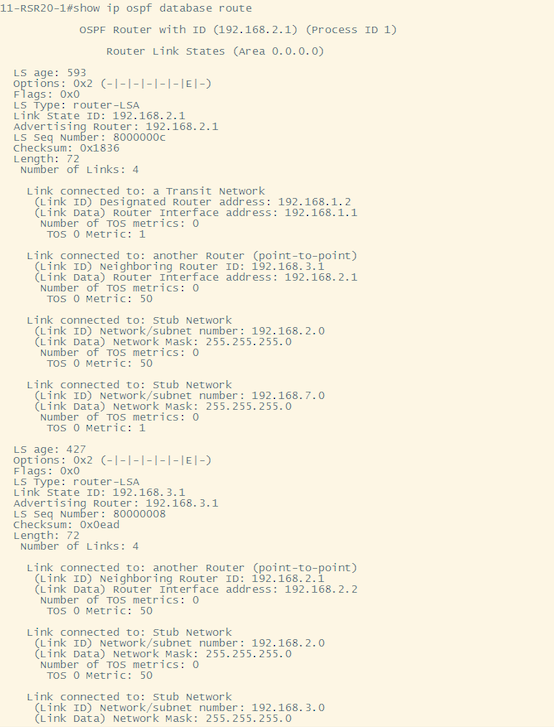 11-RSR20-1#show ip ospf database route
OSPF Router with ID (192.168.2.1) (Process ID 1)
Router Link States (Area 0.0.0.0)
LS age: 593
Options: 0x2 (-|-|-|-|-|-|E|-)
Flags: 0x0
LS Type: router-LSA
Link State ID: 192.168.2.1
Advertising Router: 192.168.2.1
LS Seq Number: 8000000c
Checksum: 0x1836
Length: 72
Number of Links: 4
Link connected to: a Transit Network
(Link ID) Designated Router address: 192.168.1.2
(Link Data) Router Interface address: 192.168.1.1
Number of TOS metrics: 0
TOS 0 Metric: 1
Link connected to: another Router (point-to-point)
(Link ID) Neighboring Router ID: 192.168.3.1
(Link Data) Router Interface address: 192.168.2.1
Number of TOS metrics: 0
TOS 0 Metric: 50
Link connected to: Stub Network
(Link ID) Network/subnet number: 192.168.2.0
(Link Data) Network Mask: 255.255.255.0
Number of TOS metrics: 0
TOS 0 Metric: 50
Link connected to: Stub Network
(Link ID) Network/subnet number: 192.168.7.0
(Link Data) Network Mask: 255.255.255.0
Number of TOS metrics: 0
TOS 0 Metric: 1
LS age: 427
Options: 0x2 (-|-|-|-|-|-|E|-)
Flags: 0x0
LS Type: router-LSA
Link State ID: 192.168.3.1
Advertising Router: 192.168.3.1
LS Seq Number: 80000008
Checksum: 0x0ead
Length: 72
Number of Links: 4
Link connected to: another Router (point-to-point)
(Link ID) Neighboring Router ID: 192.168.2.1
(Link Data) Router Interface address: 192.168.2.2
Number of TOS metrics: 0
TOS 0 Metric: 50
Link connected to: Stub Network
(Link ID) Network/subnet number: 192.168.2.0
(Link Data) Network Mask: 255.255.255.0
Number of TOS metrics: 0
TOS 0 Metric: 50
Link connected to: Stub Network
(Link ID) Network/subnet number: 192.168.3.0
(Link Data) Network Mask: 255.255.255.0